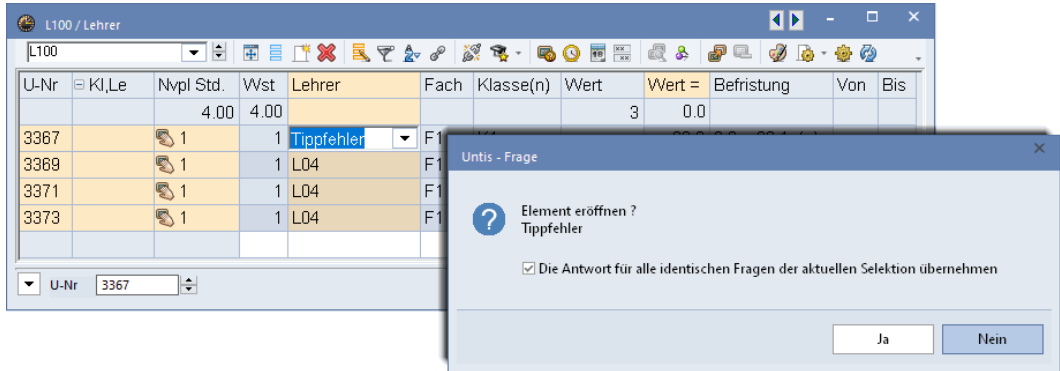 L100 / Lehrer
L100
U-Nr Kl,Le Nvpl Std. Wst Lehrer Fach Klasse(n) Wert Wert = Befristung Von Bis
4.00 4.00 3 0.0
3367 1 1 Tippfehler F1
3369 1 1 L04 F1
3371 1 1 L04 F1
3373 1 1 L04 F1
U-Nr 3367
Untis - Frage
Element eröffnen ?
Tippfehler
Die Antwort für alle identischen Fragen der aktuellen Selektion übernehmen
Ja Nein